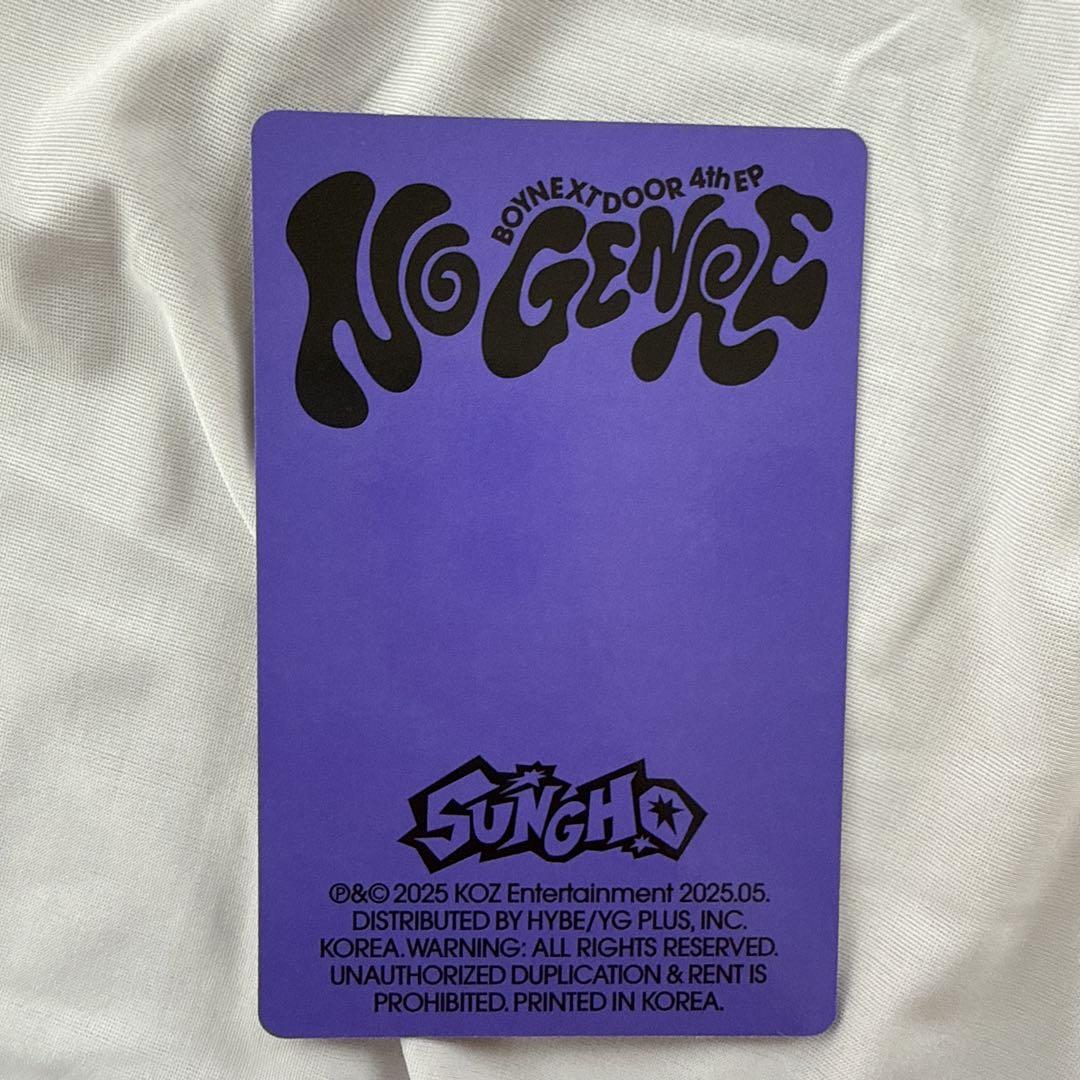 BOYNEXTDOOR 4th EP
NO GENRE
SUNGHO
℗&© 2025 KOZ Entertainment 2025.05.
DISTRIBUTED BY HYBE/YG PLUS, INC.
KOREA. WARNING: ALL RIGHTS RESERVED.
UNAUTHORIZED DUPLICATION & RENT IS
PROHIBITED. PRINTED IN KOREA.